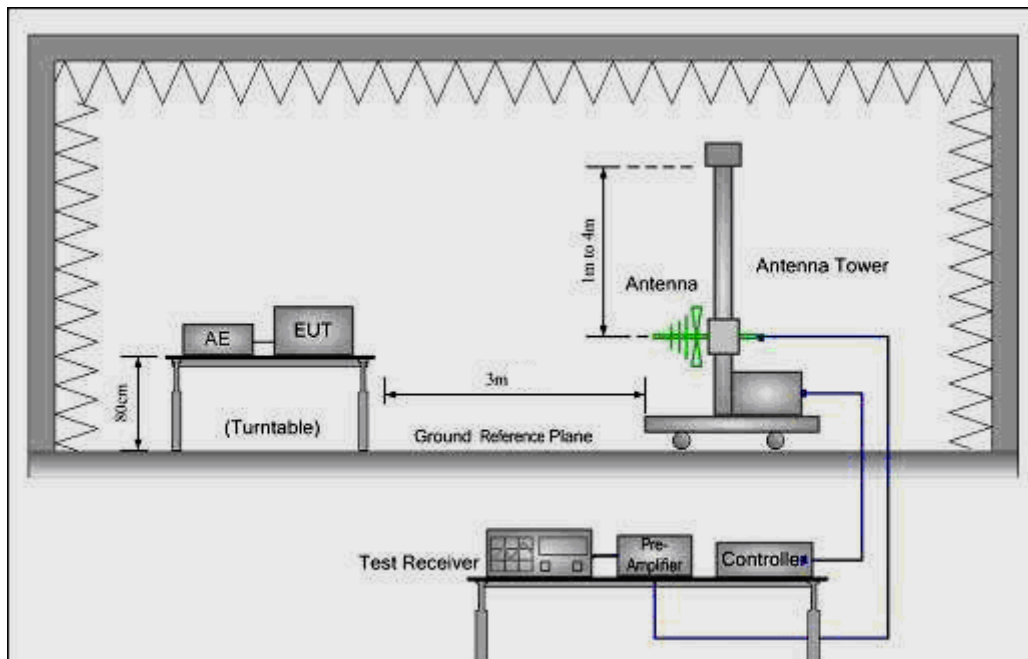 1m to 4m
Antenna Tower
Antenna
AE
EUT
3m
80cm
(Turntable)
Ground Reference Plane
Test Receiver
Pre-
Amplifier
Controller